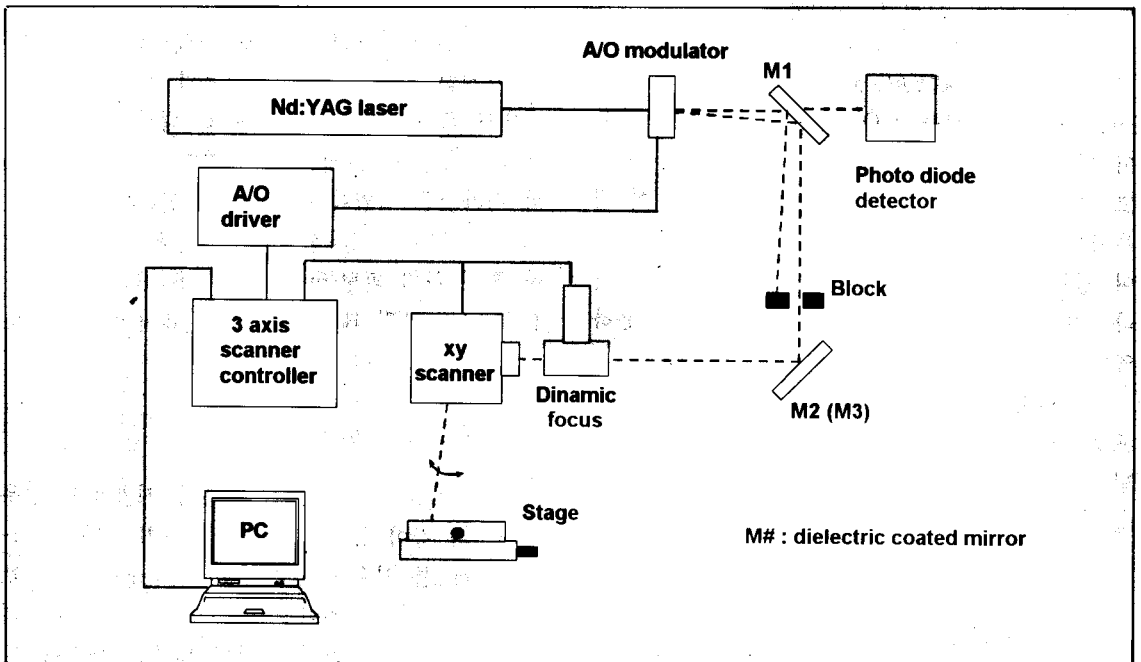 A/O modulator
M1
Nd:YAG laser
Photo diode
detector
A/O
driver
Block
3 axis
scanner
controller
xy
scanner
Dinamic
focus
M2 (M3)
PC
Stage
M# : dielectric coated mirror